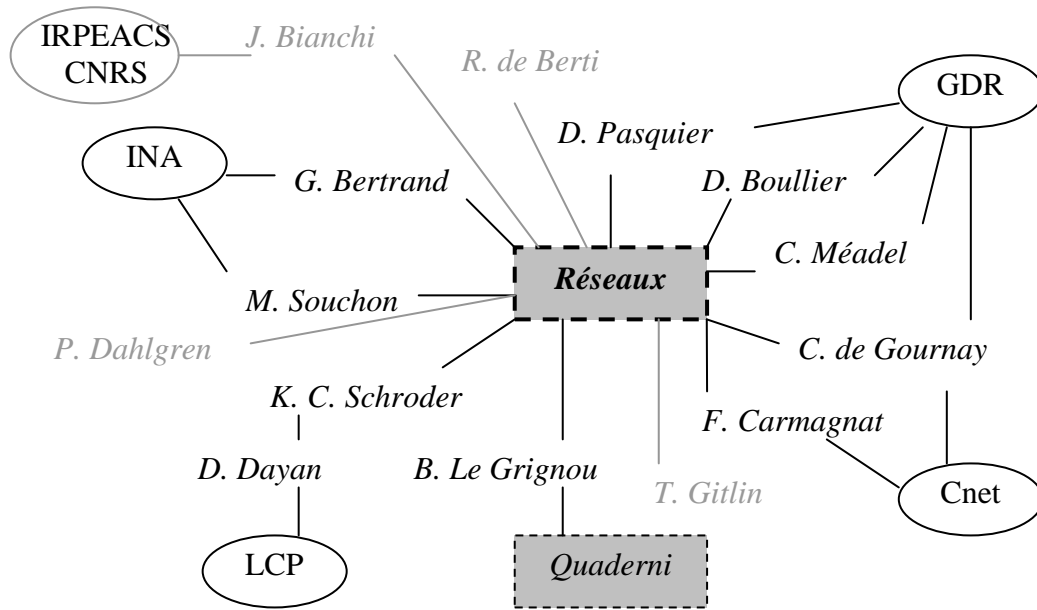 IRPEACS
CNRS
J. Bianchi
R. de Berti
GDR
D. Pasquier
INA
G. Bertrand
D. Boullier
C. Méadel
Réseaux
M. Souchon
P. Dahlgren
C. de Gournay
K. C. Schroder
F. Carmagnat
D. Dayan
B. Le Grignou
T. Gitlin
Cnet
LCP
Quaderni